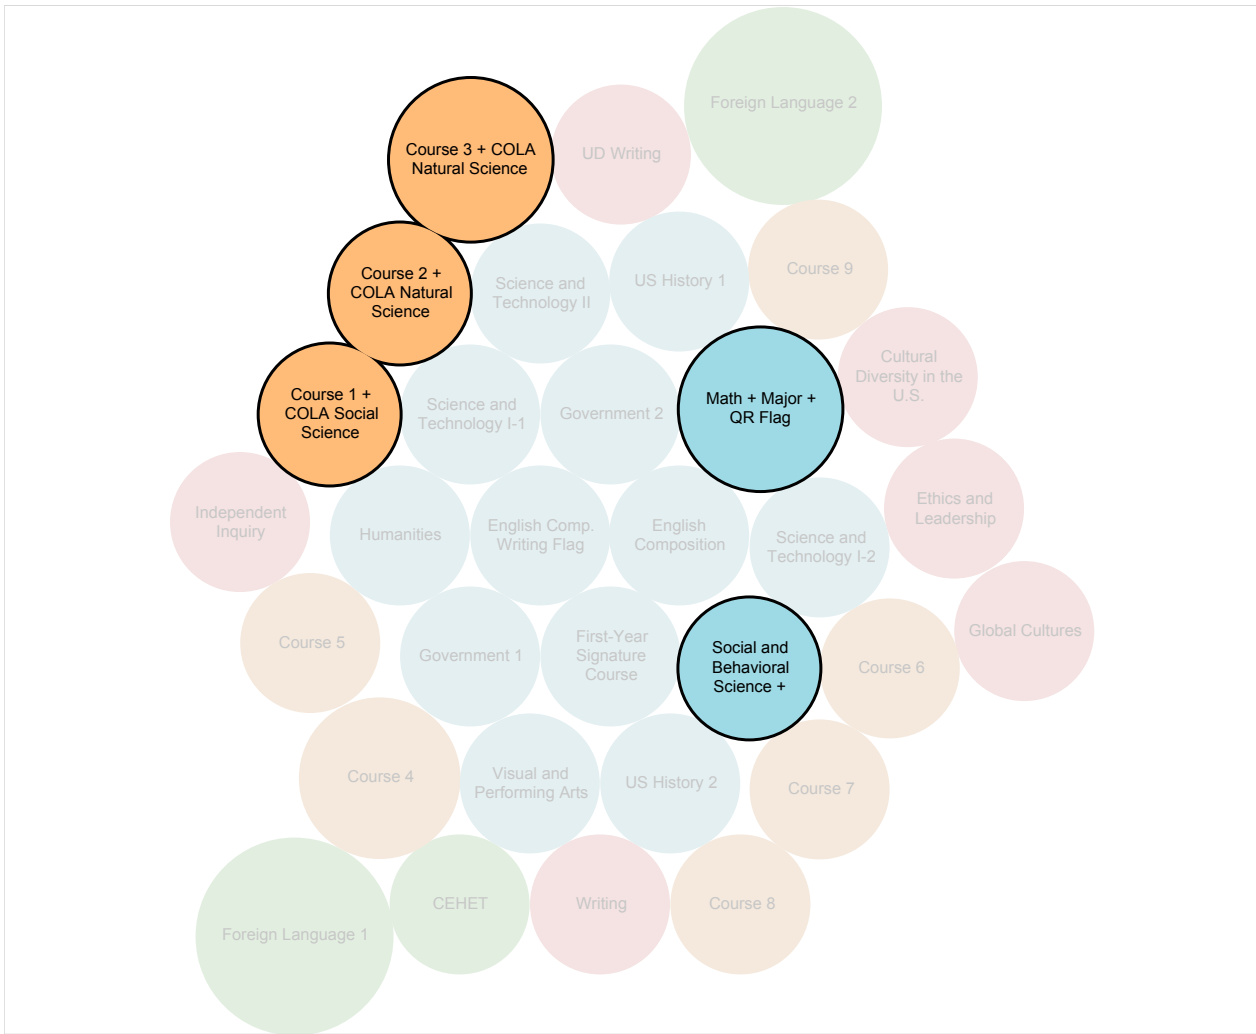 Foreign Language 2
Course 3 + COLA
Natural Science
UD Writing
Course 2 +
COLA Natural
Science
Science and
Technology II
US History 1
Course 9
Course 1 +
COLA Social
Science
Science and
Technology I-1
Government 2
Math + Major +
QR Flag
Cultural
Diversity in the
U.S.
Independent
Inquiry
Humanities
English Comp.
Writing Flag
English
Composition
Science and
Technology I-2
Ethics and
Leadership
Course 5
Government 1
First-Year
Signature
Course
Social and
Behavioral
Science +
Course 6
Global Cultures
Course 4
Visual and
Performing Arts
US History 2
Course 7
Foreign Language 1
CEHET
Writing
Course 8